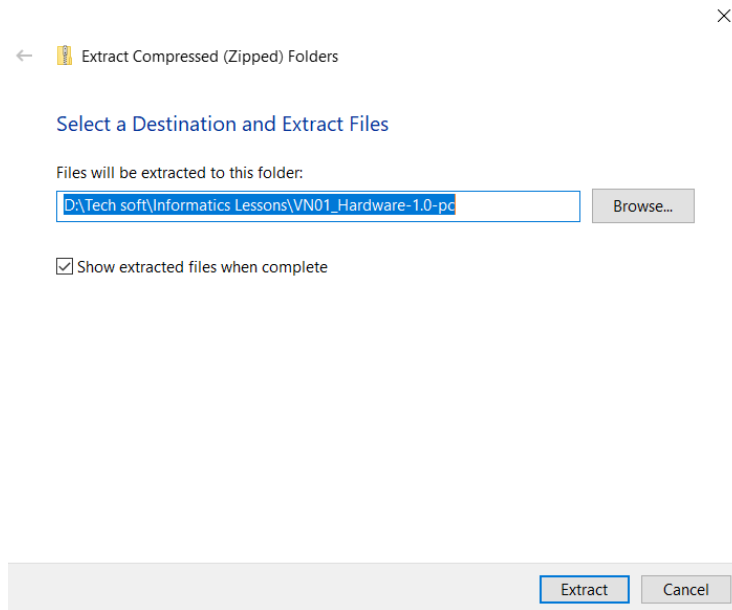 Extract Compressed (Zipped) Folders
Select a Destination and Extract Files
Files will be extracted to this folder:
D:\Tech soft\Informatics Lessons\VN01_Hardware-1.0-pc
Browse...
Show extracted files when complete
Extract
Cancel